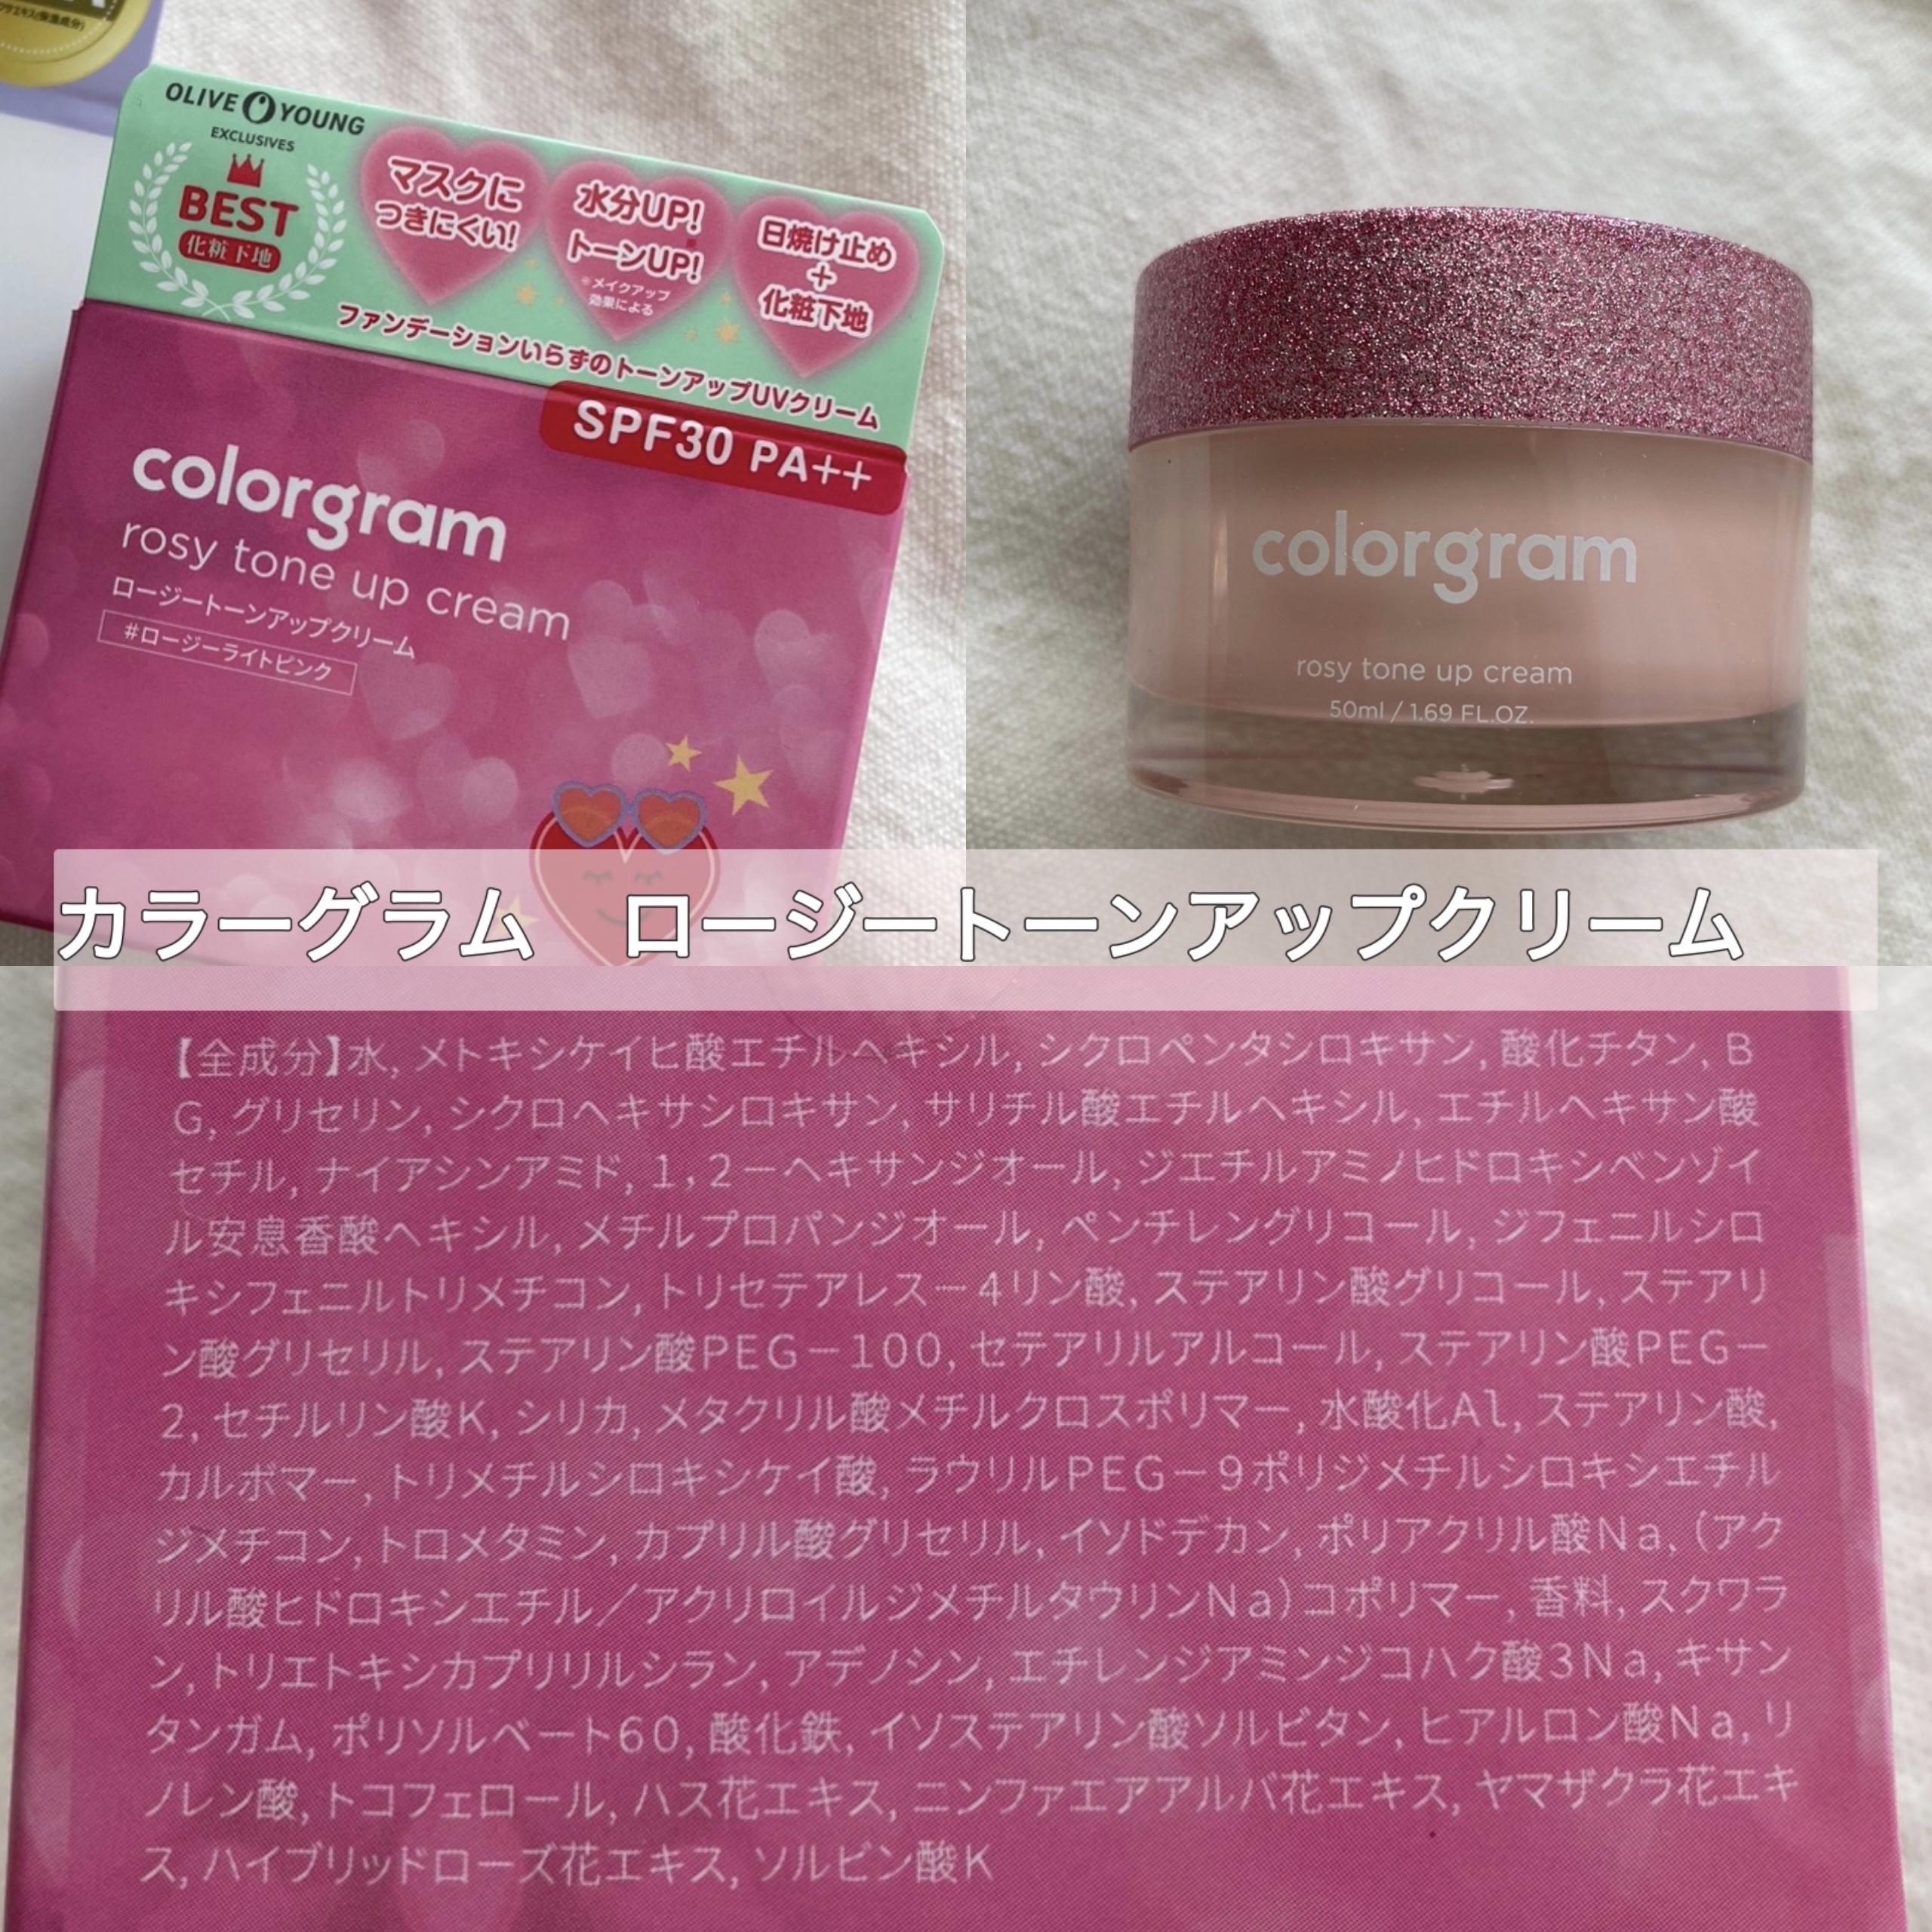 クサエキス(保湿成分)
OLIVE YOUNG
EXCLUSIVES
BEST
化粧下地
マスクに
つきにくい!
水分UP!
トーンUP!
※メイクアップ
効果による
日焼け止め
+
化粧下地
ファンデーションいらずのトーンアップUVクリーム
SPF30 PA++
colorgram
rosy tone up cream
ロージートーンアップクリーム
#ロージーライトピンク
colorgram
rosy tone up cream
50ml / 1.69 FL.OZ.
カラーグラム　ロージートーンアップクリーム
【全成分】水, メトキシケイヒ酸エチルヘキシル, シクロペンタシロキサン, 酸化チタン, B
G, グリセリン, シクロヘキサシロキサン, サリチル酸エチルヘキシル, エチルヘキサン酸
セチル, ナイアシンアミド, 1, 2－ヘキサンジオール, ジエチルアミノヒドロキシベンゾイ
ル安息香酸ヘキシル, メチルプロパンジオール, ペンチレングリコール, ジフェニルシロ
キシフェニルトリメチコン, トリセテアレス－4リン酸, ステアリン酸グリコール, ステアリ
ン酸グリセリル, ステアリン酸PEG－100, セテアリルアルコール, ステアリン酸PEG－
2, セチルリン酸K, シリカ, メタクリル酸メチルクロスポリマー, 水酸化Al, ステアリン酸,
カルボマー, トリメチルシロキシケイ酸, ラウリルPEG－9ポリジメチルシロキシエチル
ジメチコン, トロメタミン, カプリル酸グリセリル, イソドデカン, ポリアクリル酸Na, (アク
リル酸ヒドロキシエチル／アクリロイルジメチルタウリンNa)コポリマー, 香料, スクワラ
ン, トリエトキシカプリリルシラン, アデノシン, エチレンジアミンジコハク酸3Na, キサン
タンガム, ポリソルベート60, 酸化鉄, イソステアリン酸ソルビタン, ヒアルロン酸Na, リ
ノレン酸, トコフェロール, ハス花エキス, ニンファエアアルバ花エキス, ヤマザクラ花エキ
ス, ハイブリッドローズ花エキス, ソルビン酸K